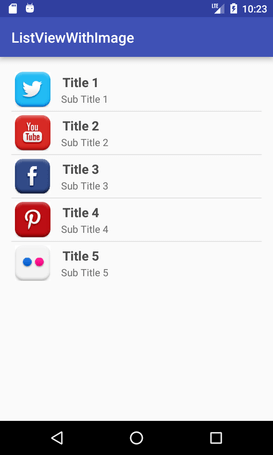 LTE 10:23
ListViewWithImage
Title 1
Sub Title 1
You
Tube
Title 2
Sub Title 2
f
Title 3
Sub Title 3
Title 4
Sub Title 4
Title 5
Sub Title 5